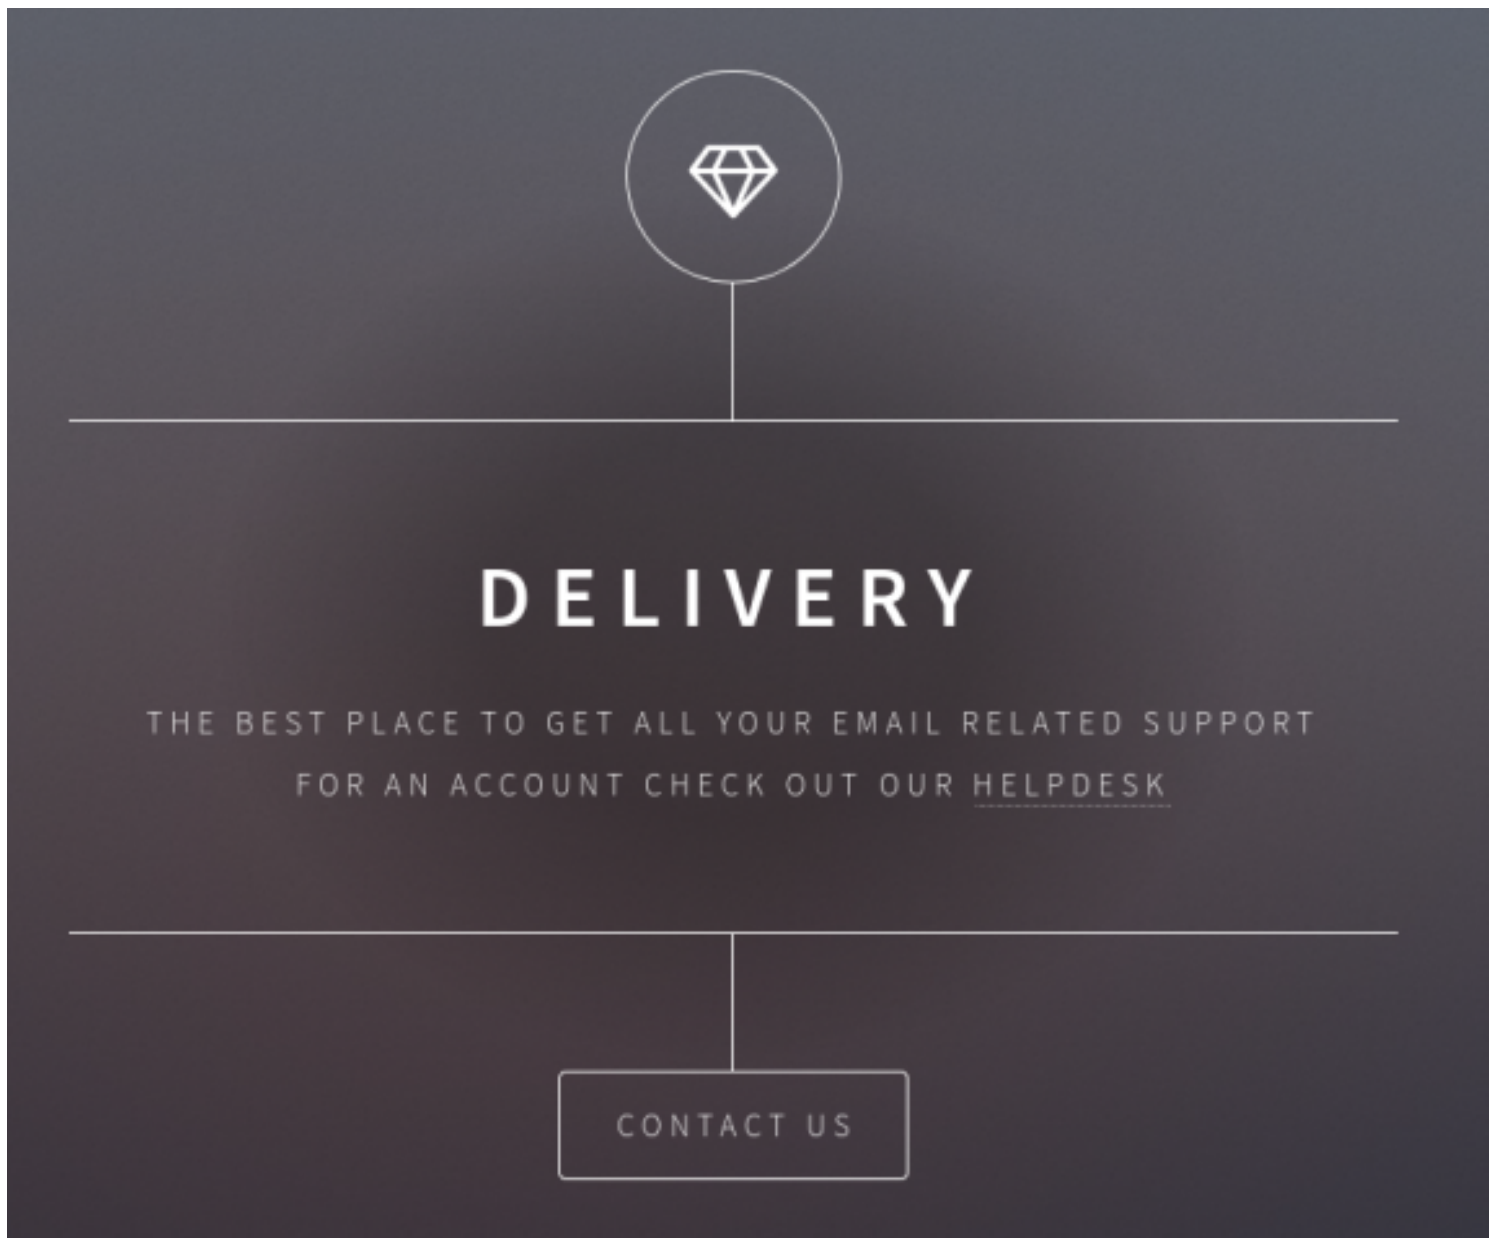 DELIVERY
THE BEST PLACE TO GET ALL YOUR EMAIL RELATED SUPPORT
FOR AN ACCOUNT CHECK OUT OUR HELPDESK
CONTACT US